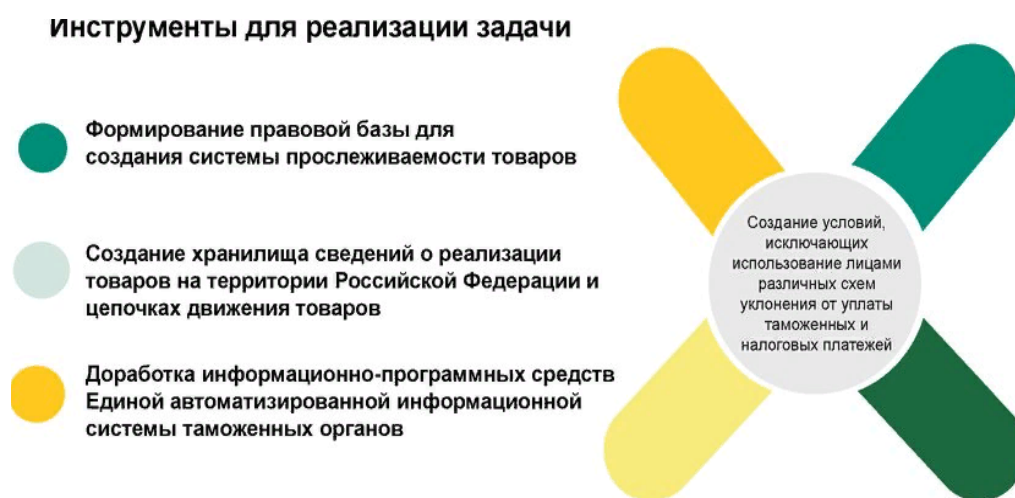 Инструменты для реализации задачи
Формирование правовой базы для
создания системы прослеживаемости товаров
Создание хранилища сведений о реализации
товаров на территории Российской Федерации и
цепочках движения товаров
Доработка информационно-программных средств
Единой автоматизированной информационной
системы таможенных органов
Создание условий,
исключающих
использование лицами
различных схем
уклонения от уплаты
таможенных и
налоговых платежей